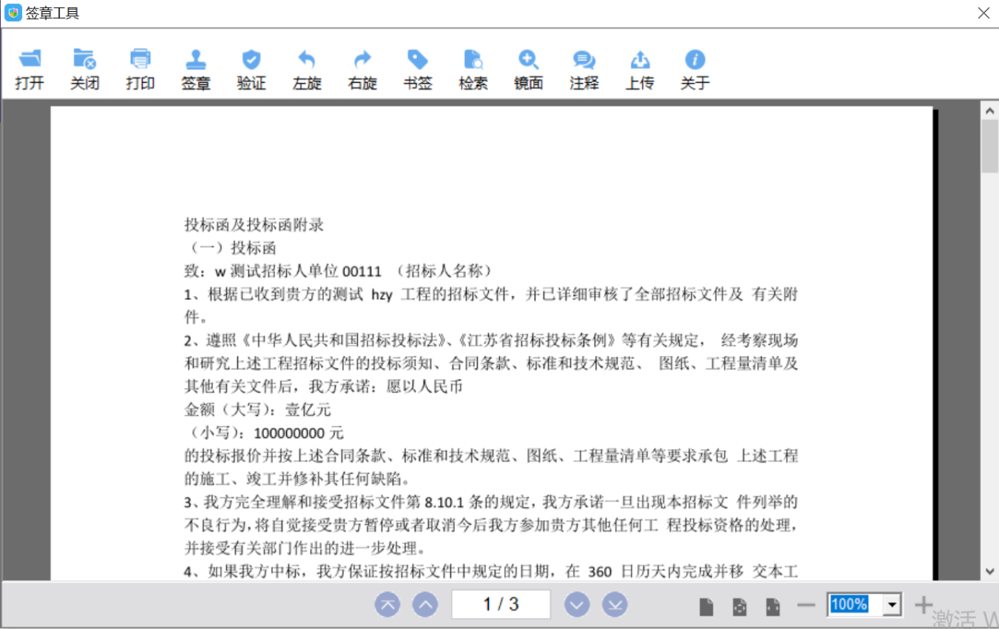 签章工具
打开 关闭 打印 签章 验证 左旋 右旋 书签 检索 镜面 注释 上传 关于
投标函及投标函附录
（一）投标函
致：w 测试招标人单位 00111 （招标人名称）
1、根据已收到贵方的测试 hzy 工程的招标文件，并已详细审核了全部招标文件及 有关附
件。
2、遵照《中华人民共和国招标投标法》、《江苏省招标投标条例》等有关规定， 经考察现场
和研究上述工程招标文件的投标须知、合同条款、标准和技术规范、 图纸、工程量清单及
其他有关文件后，我方承诺：愿以人民币
金额（大写）：壹亿元
（小写）：100000000 元
的投标报价并按上述合同条款、标准和技术规范、图纸、工程量清单等要求承包 上述工程
的施工、竣工并修补其任何缺陷。
3、我方完全理解和接受招标文件第 8.10.1 条的规定，我方承诺一旦出现本招标文 件列举的
不良行为，将自觉接受贵方暂停或者取消今后我方参加贵方其他任何工 程投标资格的处理，
并接受有关部门作出的进一步处理。
4、如果我方中标，我方保证按招标文件中规定的日期，在 360 日历天内完成并移 交本工
1 / 3
100%
激活 W